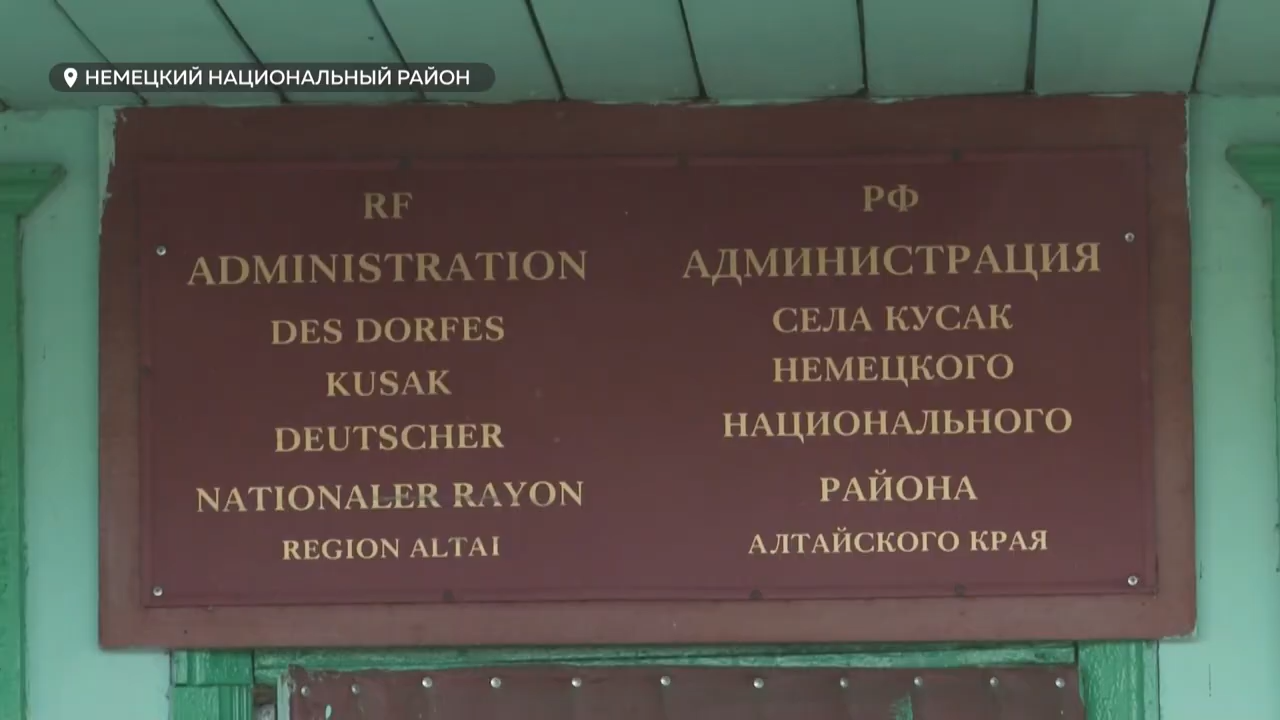 НЕМЕЦКИЙ НАЦИОНАЛЬНЫЙ РАЙОН
RF
ADMINISTRATION
DES DORFES
KUSAK
DEUTSCHER
NATIONALER RAYON
REGION ALTAI
РФ
АДМИНИСТРАЦИЯ
СЕЛА КУСАК
НЕМЕЦКОГО
НАЦИОНАЛЬНОГО
РАЙОНА
АЛТАЙСКОГО КРАЯ